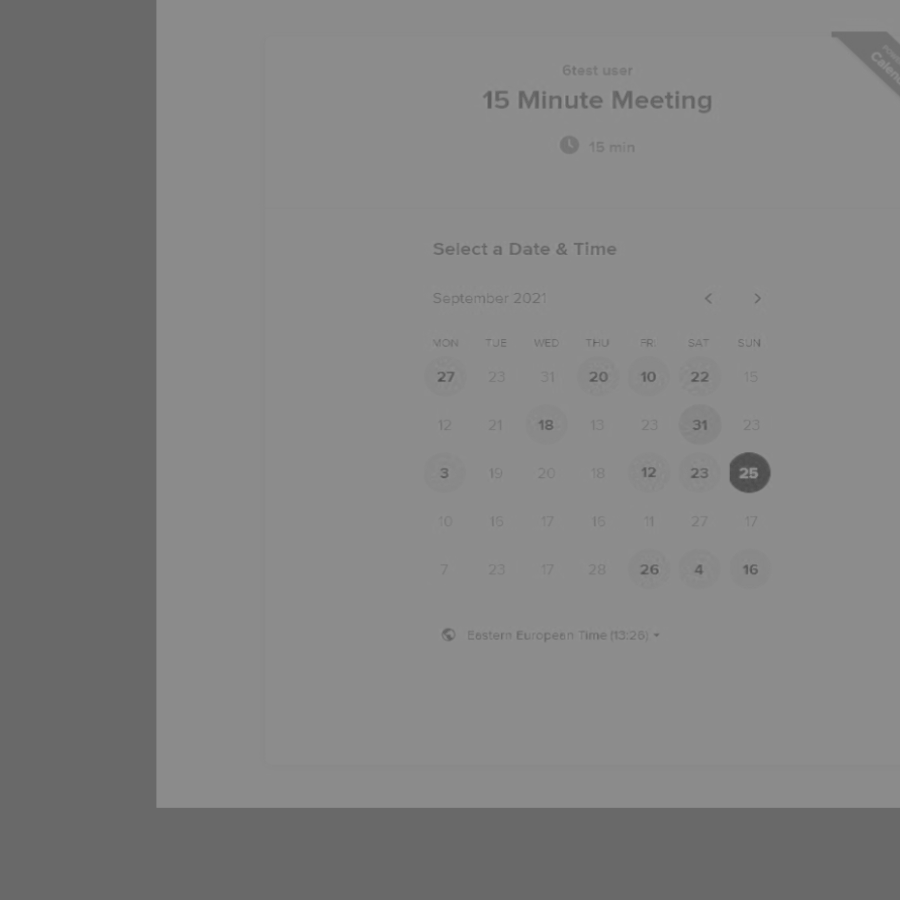 6test user
15 Minute Meeting
15 min
Select a Date & Time
September 2021
MON TUE WED THU FRI SAT SUN
27 23 31 20 10 22 15
12 21 18 13 23 31 23
3 19 20 18 12 23 25
10 15 17 15 11 27 17
7 23 17 28 26 4 16
Eastern European Time (13:26)